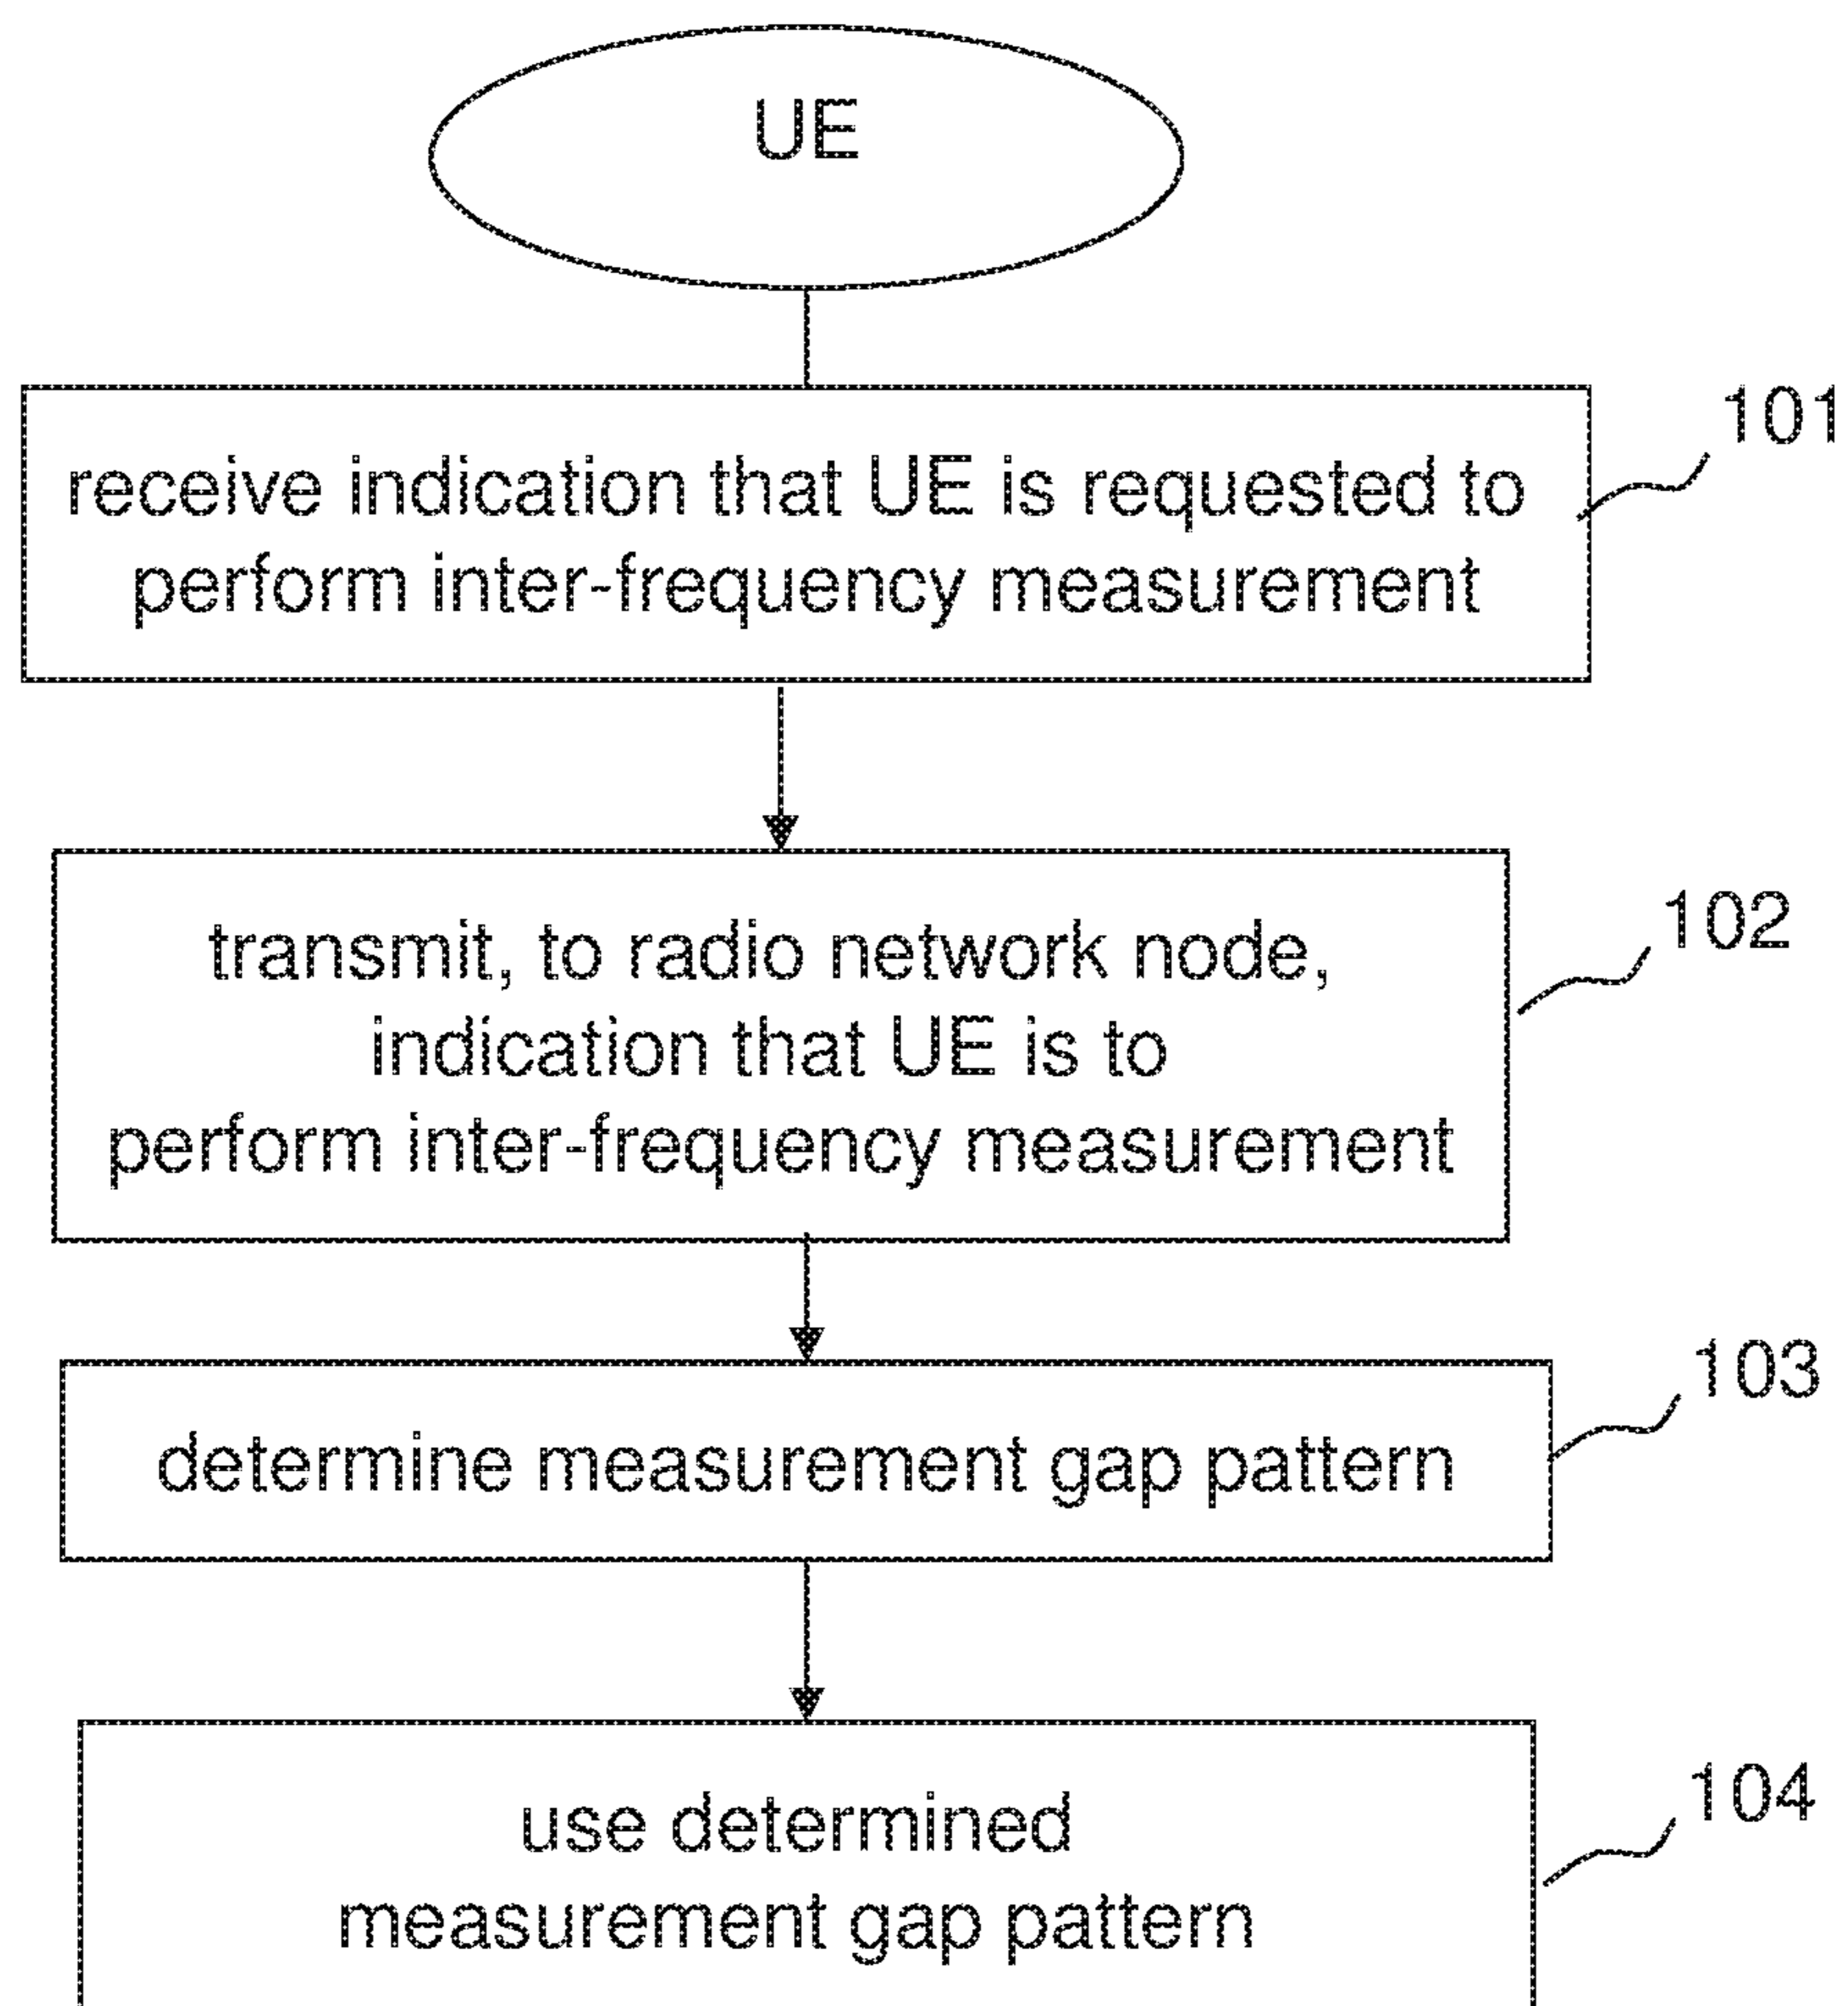 UE
101
receive indication that UE is requested to
perform inter-frequency measurement
102
transmit, to radio network node,
indication that UE is to
perform inter-frequency measurement
103
determine measurement gap pattern
104
use determined
measurement gap pattern